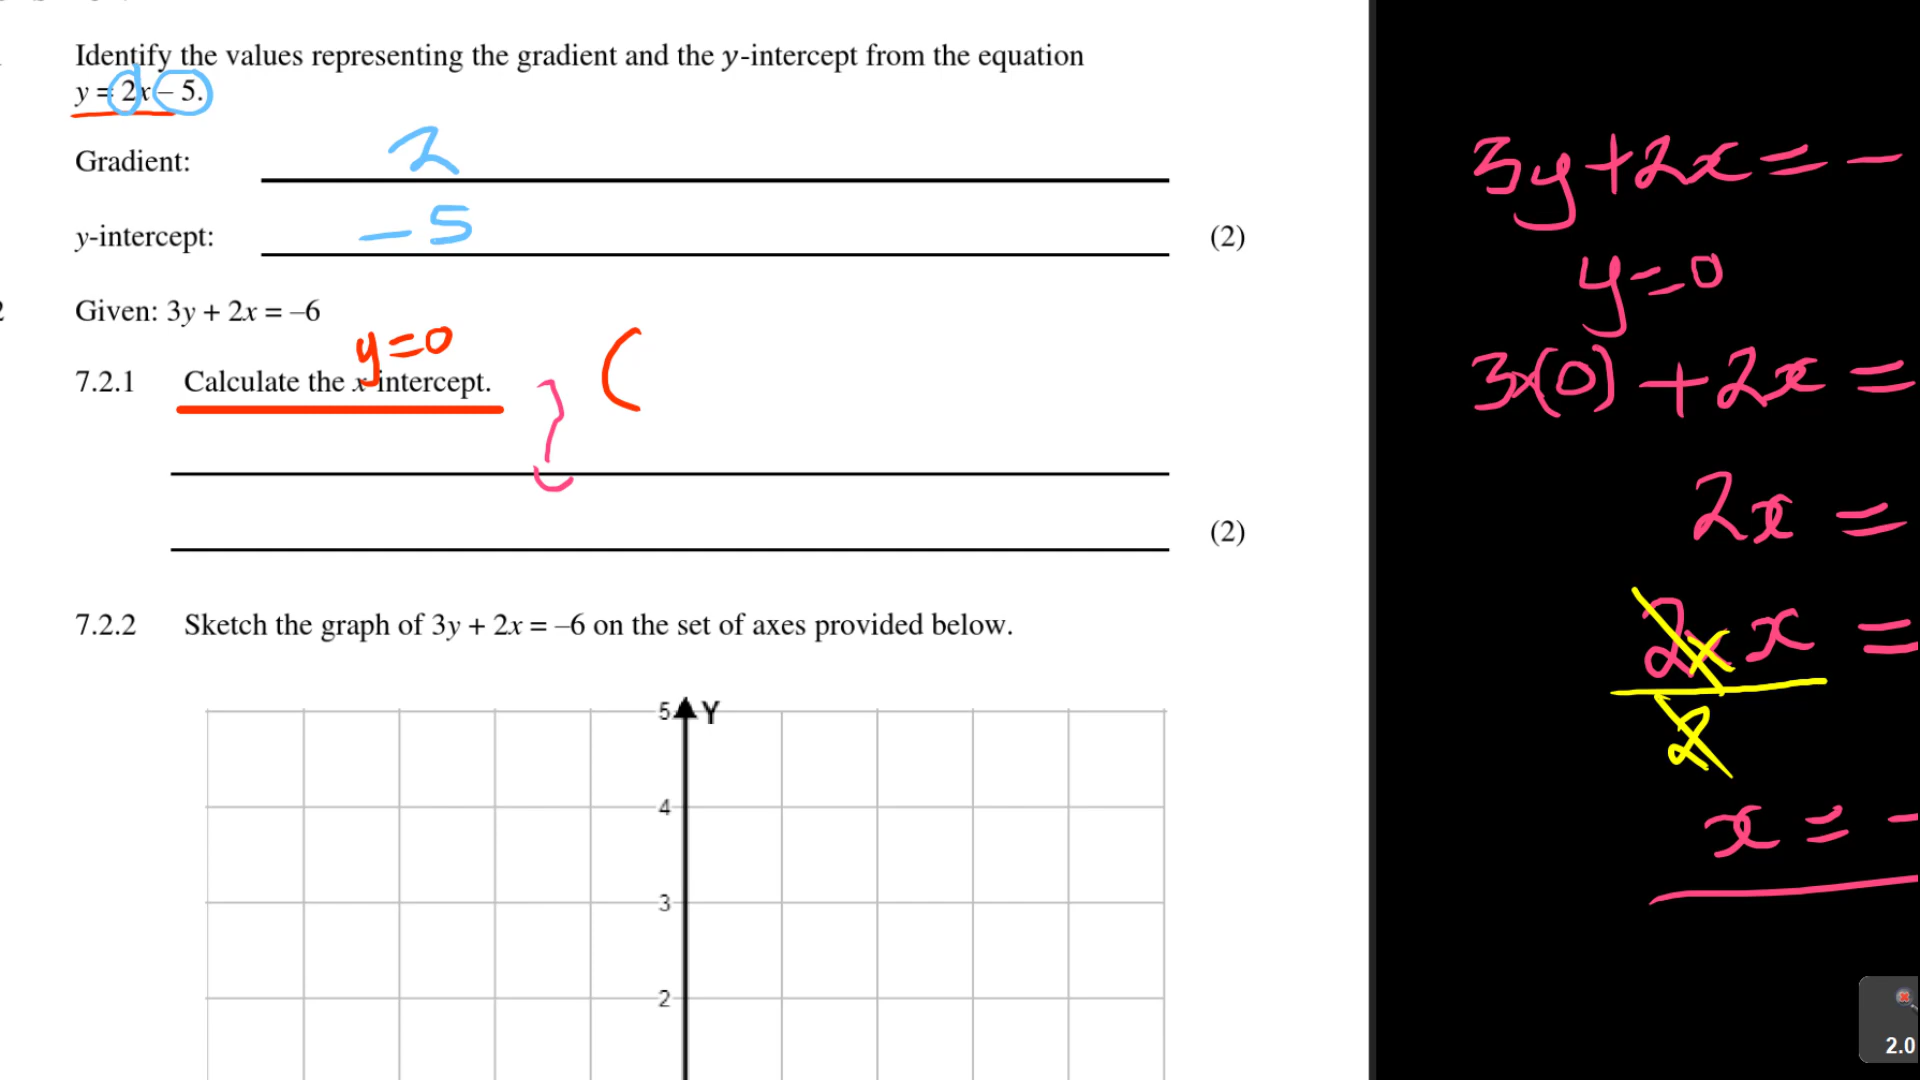 Identify the values representing the gradient and the y-intercept from the equation
y = 2x – 5.
Gradient: 2
y-intercept: – 5 (2)
Given: 3y + 2x = –6
y=0
7.2.1 Calculate the x intercept. (
(2)
7.2.2 Sketch the graph of 3y + 2x = –6 on the set of axes provided below.
5 Y
4
3
2
3y+2x=-
y=0
3x(0) + 2x =
2x =
2x x =
2
x = -
2.0